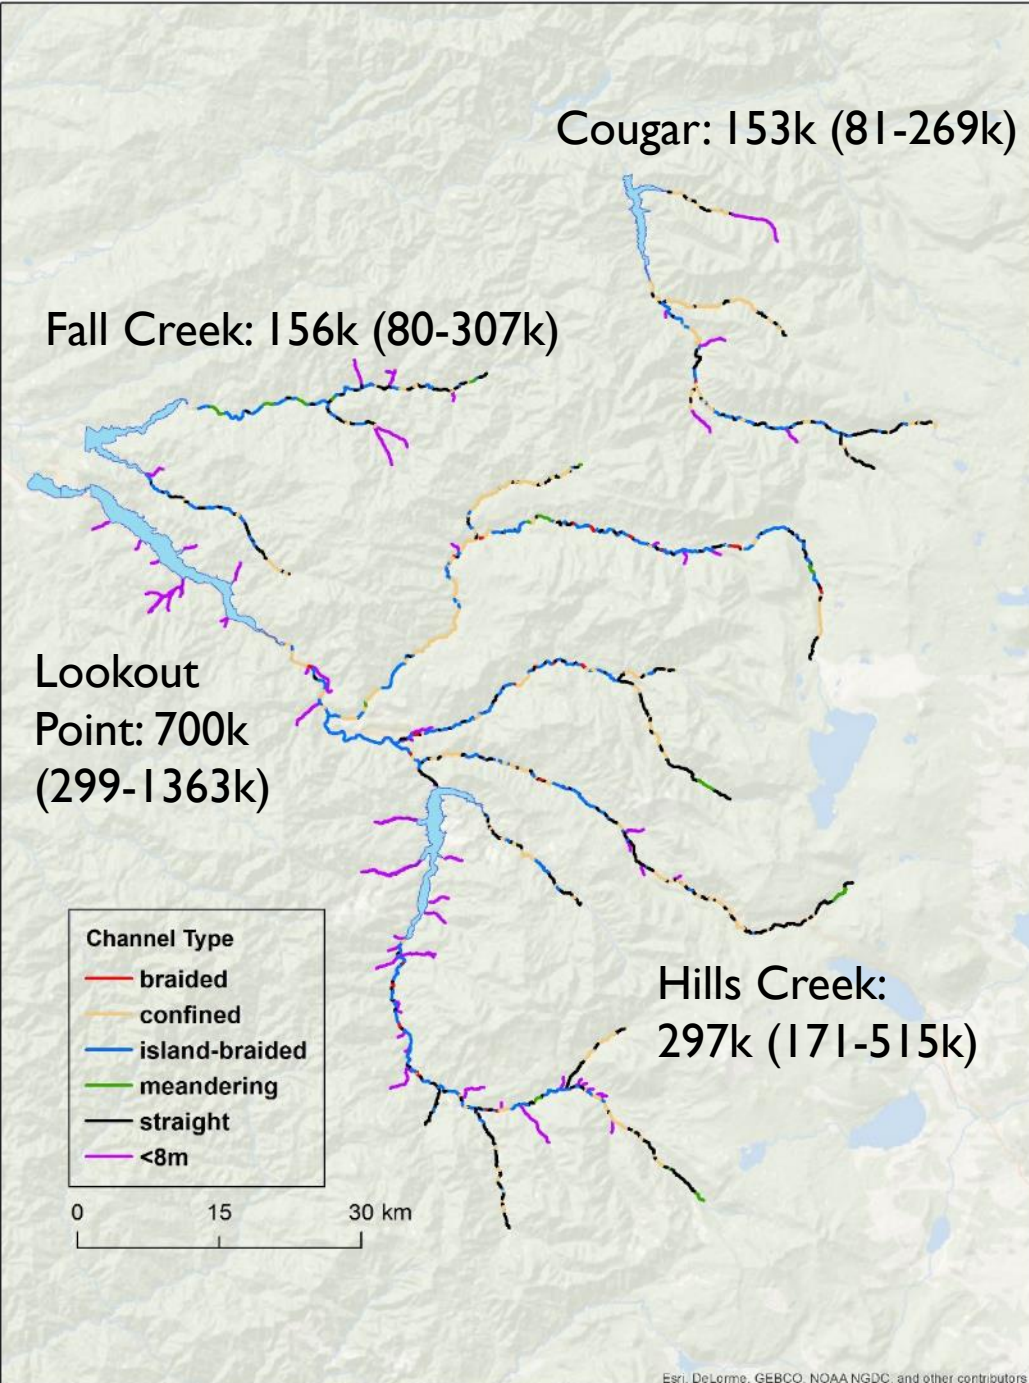 Cougar: 153k (81-269k)
Fall Creek: 156k (80-307k)
Lookout
Point: 700k
(299-1363k)
Hills Creek:
297k (171-515k)
Channel Type
braided
confined
island-braided
meandering
straight
<8m
0 15 30 km
Esri, DeLorme, GEBCO, NOAA NGDC, and other contributors